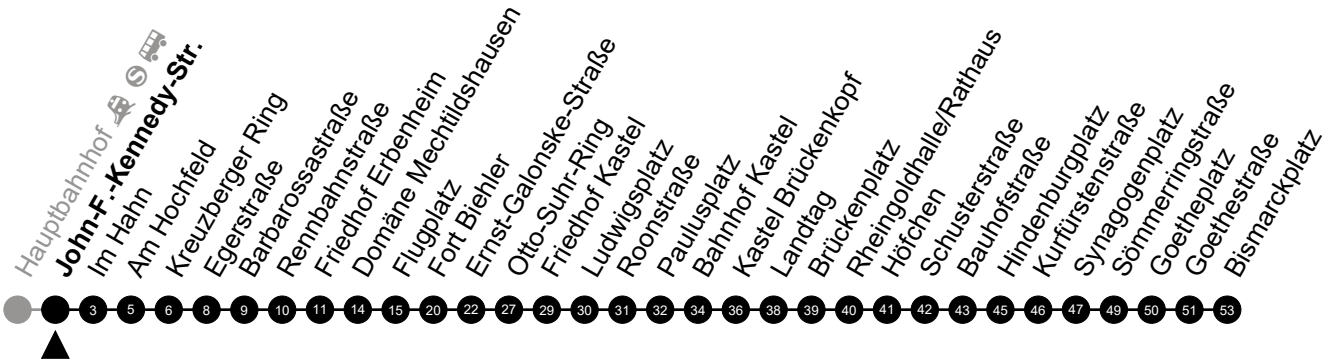 Hauptbahnhof S
John-F.-Kennedy-Str.
Im Hahn
Am Hochfeld
Kreuzberger Ring
Egerstraße
Barbarossastraße
Rennbahnstraße
Friedhof Erbenheim
Domäne Mechtildshausen
Flugplatz
Fort Biehler
Ernst-Galonske-Straße
Otto-Suhr-Ring
Friedhof Kastel
Ludwigsplatz
Roonstraße
Paulusplatz
Bahnhof Kastel
Kastel Brückenkopf
Landtag
Brückenplatz
Rheingoldhalle/Rathaus
Höfchen
Schusterstraße
Bauhofstraße
Hindenburgplatz
Kurfürstenstraße
Synagogenplatz
Sömmerringstraße
Goetheplatz
Goethestraße
Bismarckplatz
3 5 6 8 9 10 11 14 15 20 22 27 29 30 31 32 34 36 38 39 40 41 42 43 45 46 47 49 50 51 53